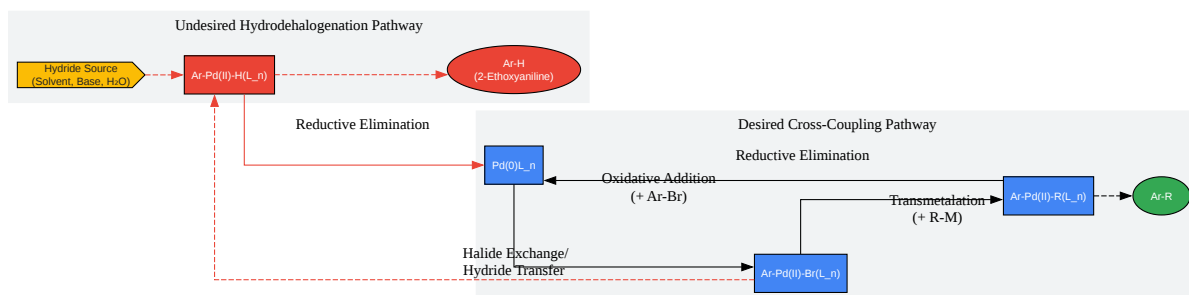 Undesired Hydrodehalogenation Pathway
Hydride Source
(Solvent, Base, H₂O)
Ar-Pd(II)-H(L_n)
Ar-H
(2-Ethoxyaniline)
Reductive Elimination
Desired Cross-Coupling Pathway
Reductive Elimination
Pd(0)L_n
Oxidative Addition
(+ Ar-Br)
Transmetalation
(+ R-M)
Ar-Pd(II)-R(L_n)
Ar-R
Halide Exchange/
Hydride Transfer
Ar-Pd(II)-Br(L_n)